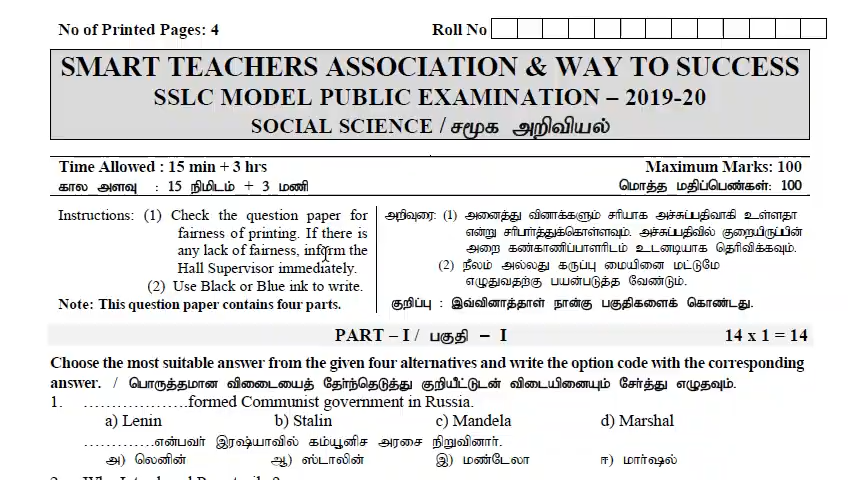 No of Printed Pages: 4 Roll No
SMART TEACHERS ASSOCIATION & WAY TO SUCCESS
SSLC MODEL PUBLIC EXAMINATION – 2019-20
SOCIAL SCIENCE / சமூக அறிவியல்
Time Allowed : 15 min + 3 hrs Maximum Marks: 100
கால அளவு : 15 நிமிடம் + 3 மணி மொத்த மதிப்பெண்கள்: 100
Instructions: (1) Check the question paper for
fairness of printing. If there is
any lack of fairness, inform the
Hall Supervisor immediately.
(2) Use Black or Blue ink to write.
Note: This question paper contains four parts.
அறிவுரை: (1) அனைத்து வினாக்களும் சரியாக அச்சுப்பதிவாகி உள்ளதா
என்று சரிபார்த்துக்கொள்ளவும். அச்சுப்பதிவில் குறையிருப்பின்
அறை கண்காணிப்பாளரிடம் உடனடியாக தெரிவிக்கவும்.
(2) நீலம் அல்லது கருப்பு மையினை மட்டுமே
எழுதுவதற்கு பயன்படுத்த வேண்டும்.
குறிப்பு : இவ்வினாத்தாள் நான்கு பகுதிகளைக் கொண்டது.
PART – I / பகுதி – I 14 x 1 = 14
Choose the most suitable answer from the given four alternatives and write the option code with the corresponding
answer. / பொருத்தமான விடையைத் தேர்ந்தெடுத்து குறியீட்டுடன் விடையினையும் சேர்த்து எழுதவும்.
1. ………………formed Communist government in Russia.
a) Lenin b) Stalin c) Mandela d) Marshal
…………என்பவர் இரஷ்யாவில் கம்யூனிச அரசை நிறுவினார்.
அ) லெனின் ஆ) ஸ்டாலின் இ) மண்டேலா ஈ) மார்ஷல்